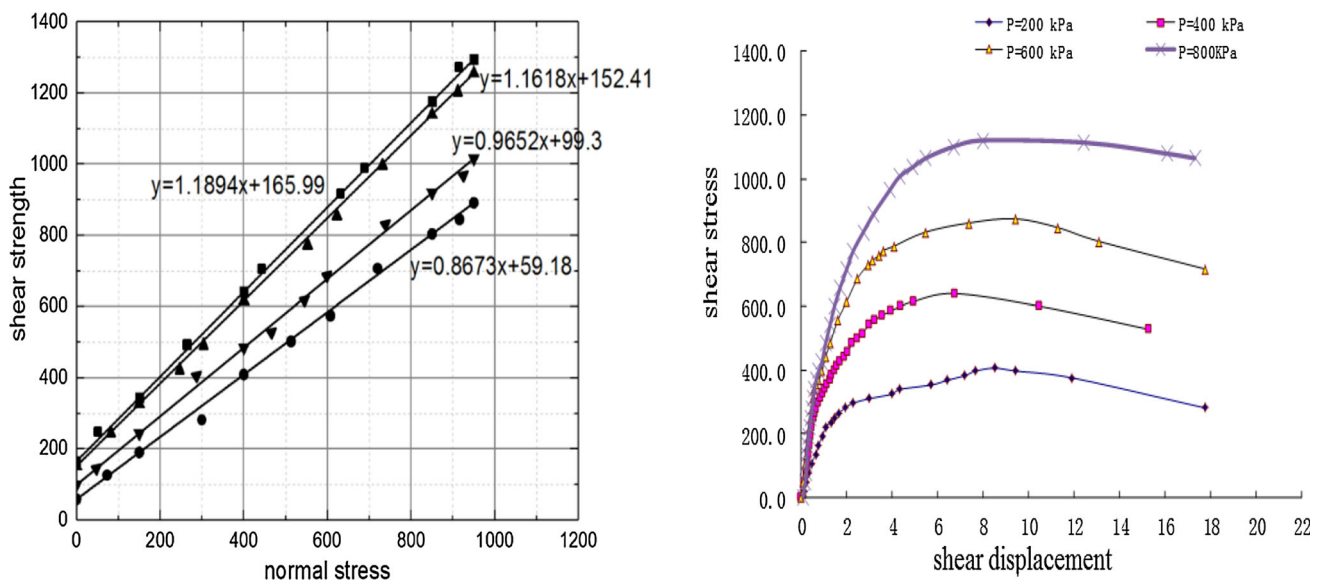 1400
1200
1000
800
600
400
200
0
shear strength
y=1.1618x+152.41
y=0.9652x+99.3
y=1.1894x+165.99
y=0.8673x+59.18
0 200 400 600 800 1000 1200
normal stress
P=200 kPa P=400 kPa
P=600 kPa P=800KPa
1400.0
1200.0
1000.0
800.0
600.0
400.0
200.0
0.0
shear stress
0 2 4 6 8 10 12 14 16 18 20 22
shear displacement